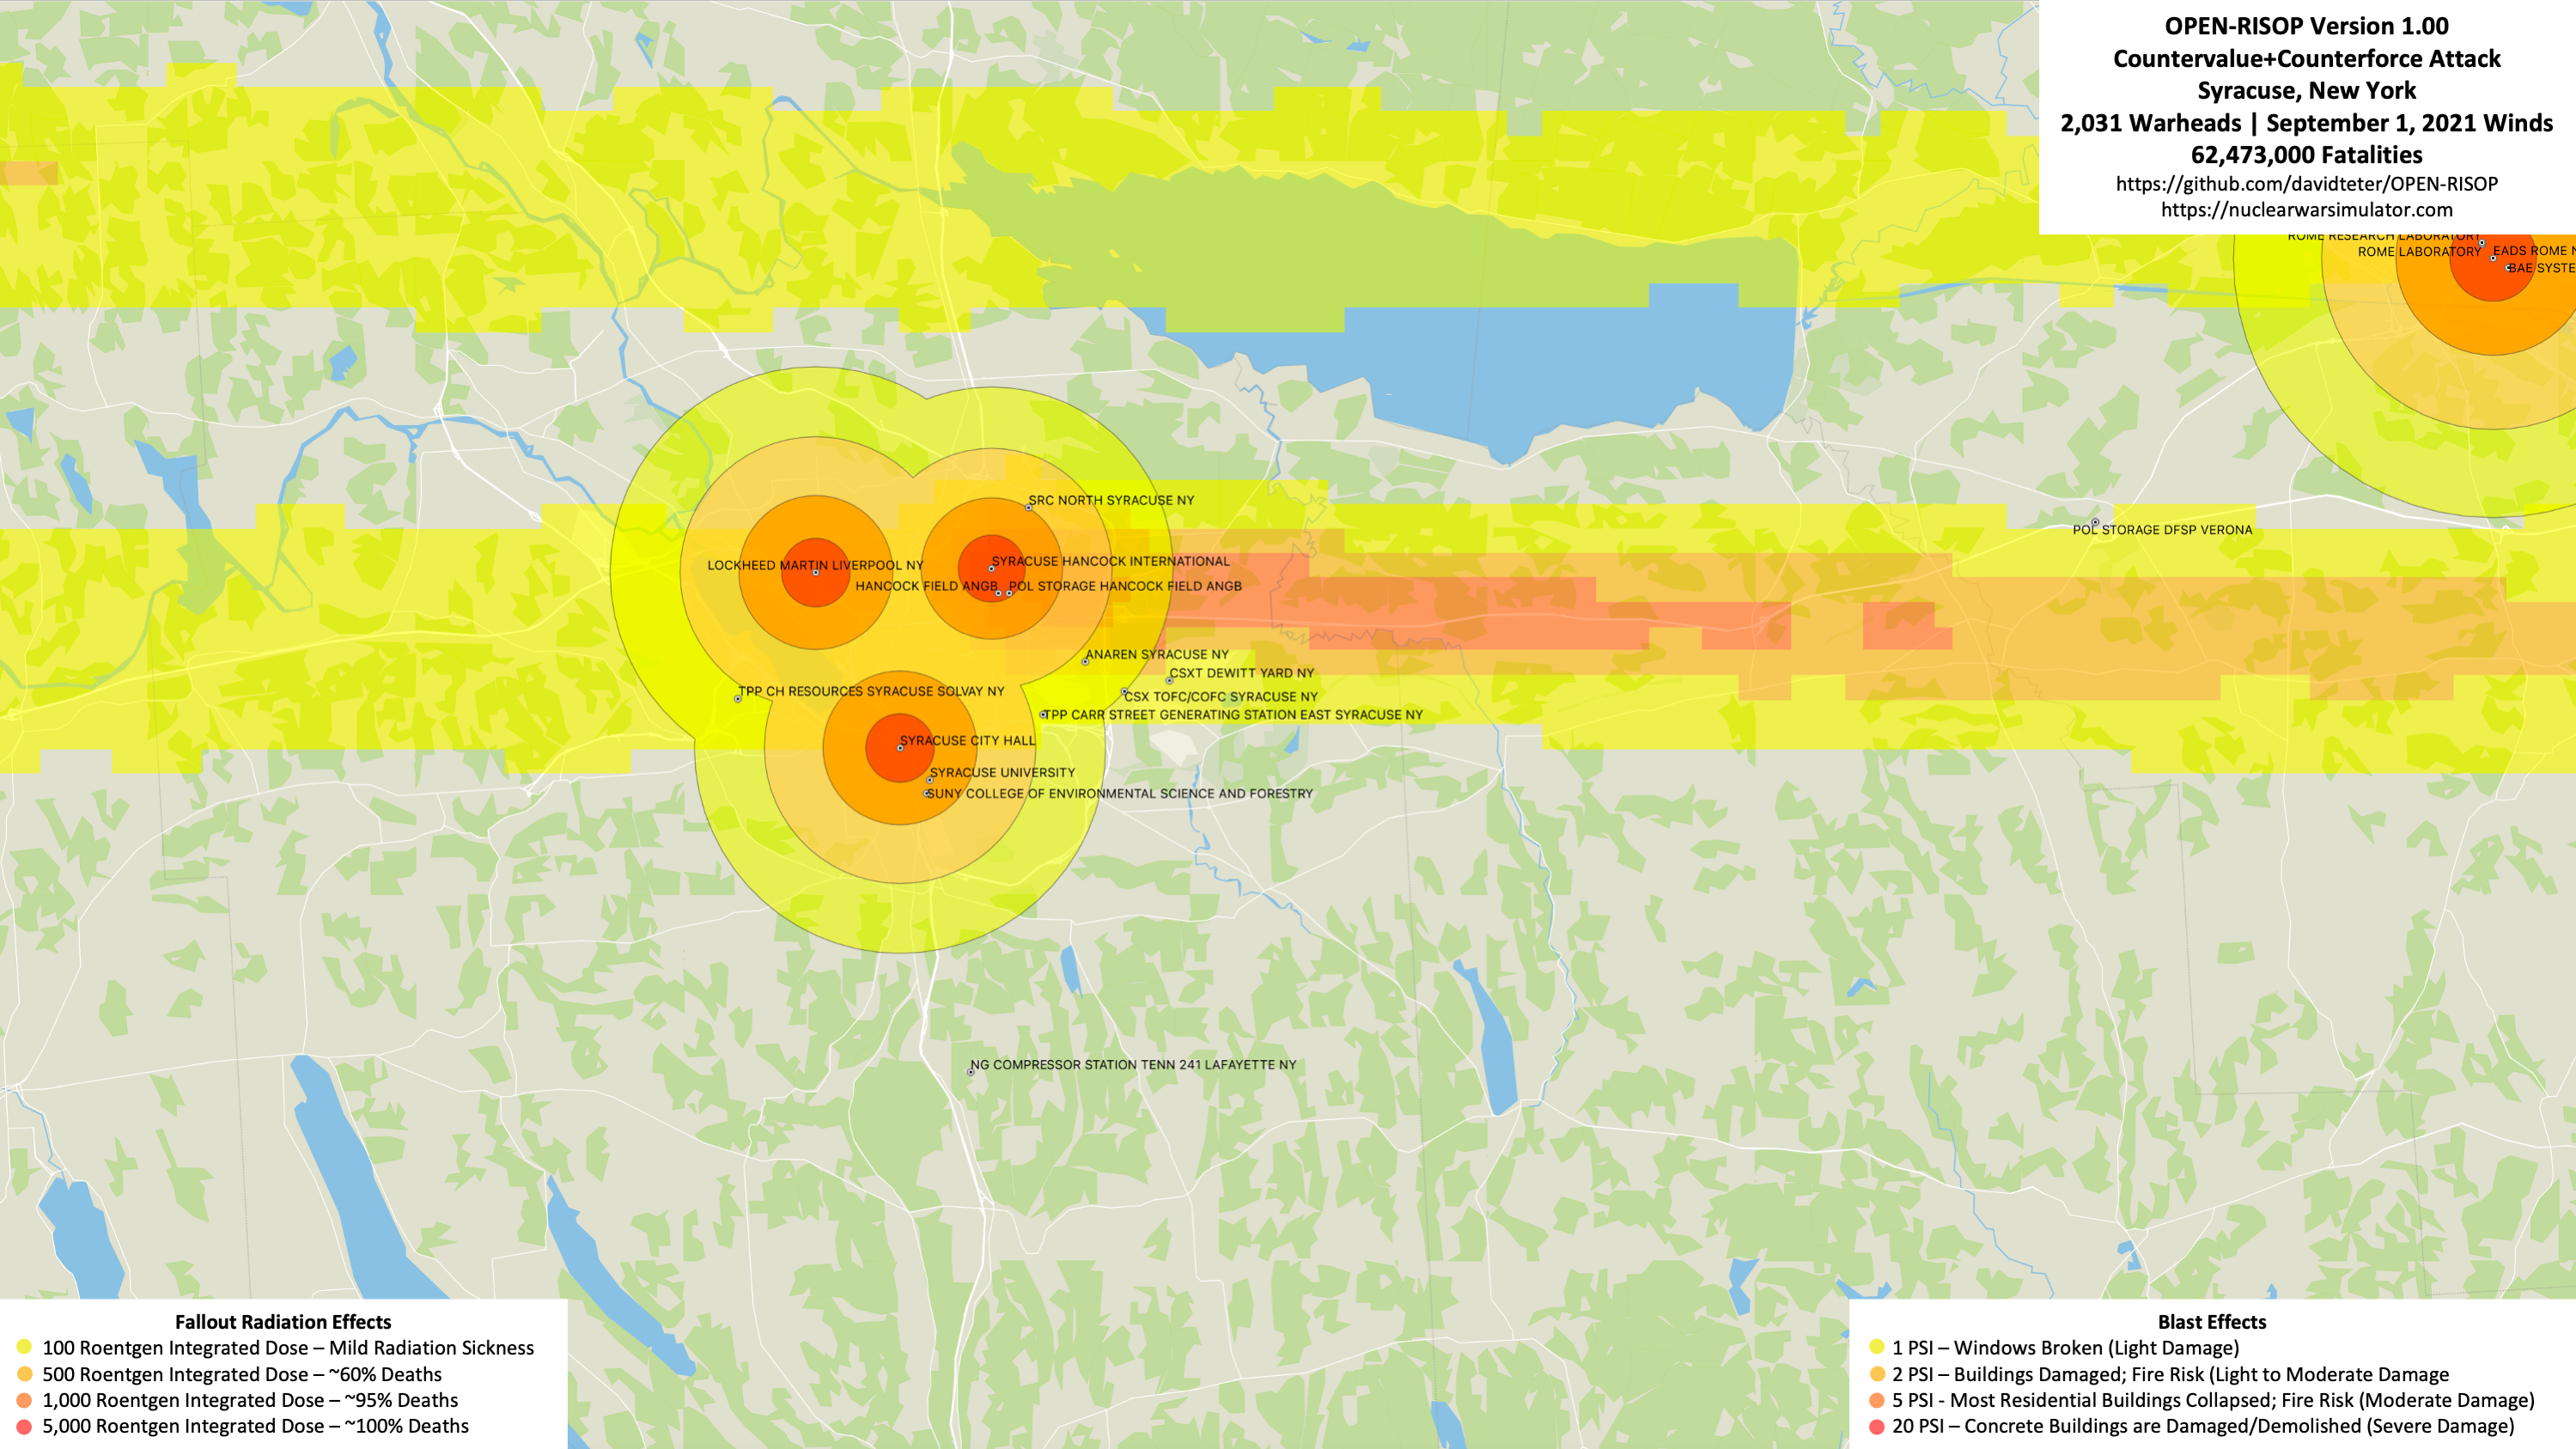 OPEN-RISOP Version 1.00
Countervalue+Counterforce Attack
Syracuse, New York
2,031 Warheads | September 1, 2021 Winds
62,473,000 Fatalities
https://github.com/davidteter/OPEN-RISOP
https://nuclearwarsimulator.com
ROME RESEARCH LABORATORY
ROME LABORATORY
EADS ROME N
BAE SYSTE
SRC NORTH SYRACUSE NY
POL STORAGE DFSP VERONA
LOCKHEED MARTIN LIVERPOOL NY
SYRACUSE HANCOCK INTERNATIONAL
HANCOCK FIELD ANGB
POL STORAGE HANCOCK FIELD ANGB
ANAREN SYRACUSE NY
CSXT DEWITT YARD NY
TPP CH RESOURCES SYRACUSE SOLVAY NY
CSX TOFC/COFC SYRACUSE NY
TPP CARR STREET GENERATING STATION EAST SYRACUSE NY
SYRACUSE CITY HALL
SYRACUSE UNIVERSITY
SUNY COLLEGE OF ENVIRONMENTAL SCIENCE AND FORESTRY
NG COMPRESSOR STATION TENN 241 LAFAYETTE NY
Fallout Radiation Effects
100 Roentgen Integrated Dose – Mild Radiation Sickness
500 Roentgen Integrated Dose – ~60% Deaths
1,000 Roentgen Integrated Dose – ~95% Deaths
5,000 Roentgen Integrated Dose – ~100% Deaths
Blast Effects
1 PSI – Windows Broken (Light Damage)
2 PSI – Buildings Damaged; Fire Risk (Light to Moderate Damage
5 PSI - Most Residential Buildings Collapsed; Fire Risk (Moderate Damage)
20 PSI – Concrete Buildings are Damaged/Demolished (Severe Damage)